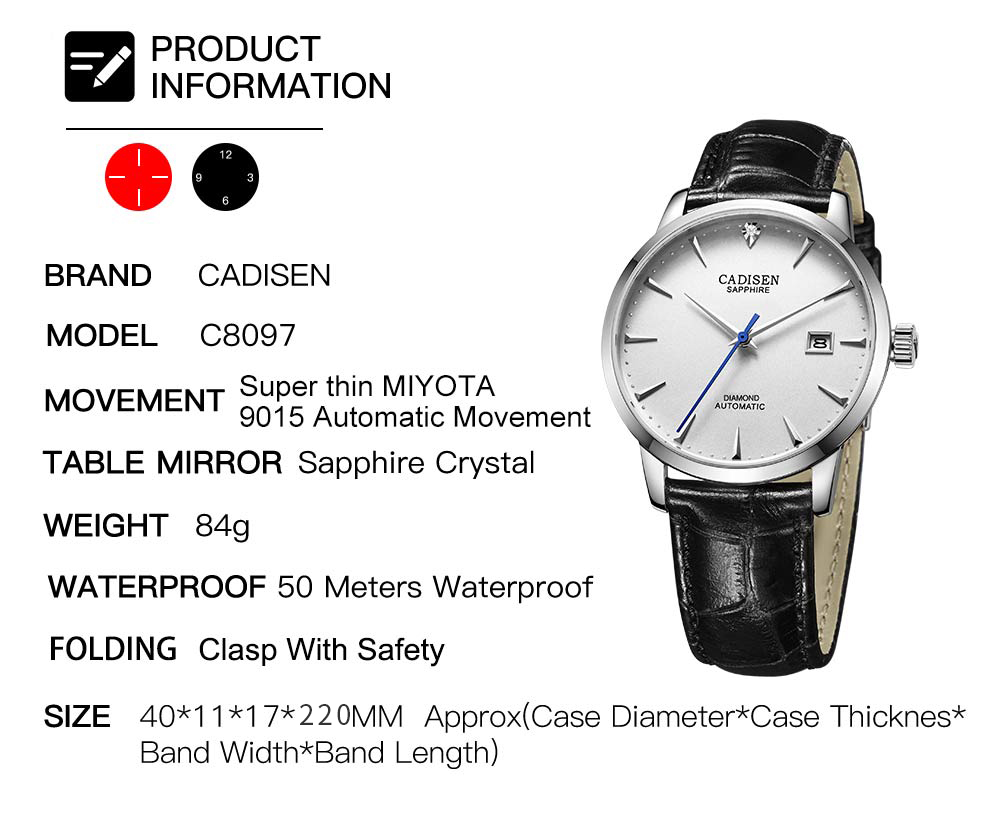 PRODUCT
INFORMATION
12
9 3
6
BRAND CADISEN
MODEL C8097
MOVEMENT Super thin MIYOTA
9015 Automatic Movement
TABLE MIRROR Sapphire Crystal
WEIGHT 84g
WATERPROOF 50 Meters Waterproof
FOLDING Clasp With Safety
SIZE 40*11*17*220MM Approx(Case Diameter*Case Thicknes*
Band Width*Band Length)
CADISEN
SAPPHIRE
8
DIAMOND
AUTOMATIC